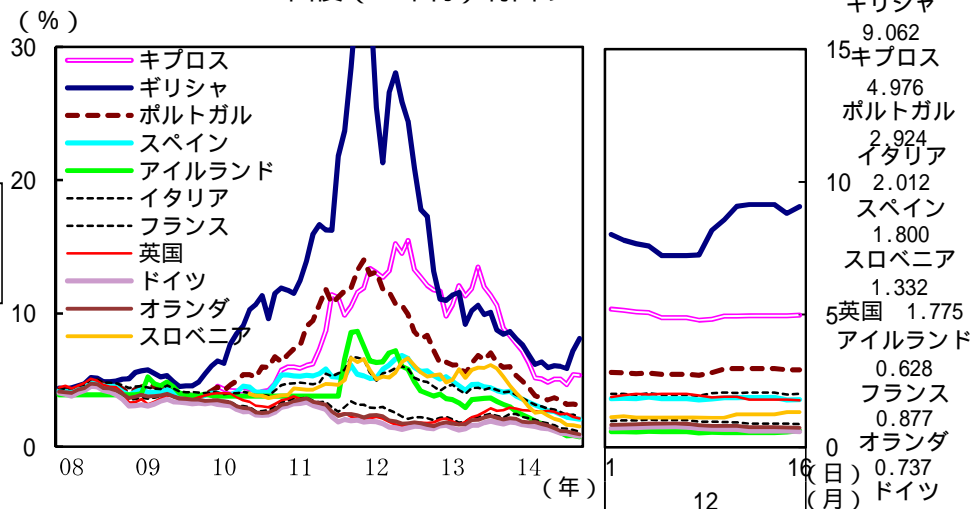 (%)
30
20
10
0
キプロス
ギリシャ
ポルトガル
スペイン
アイルランド
イタリア
フランス
英国
ドイツ
オランダ
スロベニア
08 09 10 11 12 13 14
(年)
15
10
5
0
1 16
(日)
12
(月)
ギリシャ
9.062
キプロス
4.976
ポルトガル
2.924
イタリア
2.012
スペイン
1.800
スロベニア
1.332
英国 1.775
アイルランド
0.628
フランス
0.877
オランダ
0.737
ドイツ